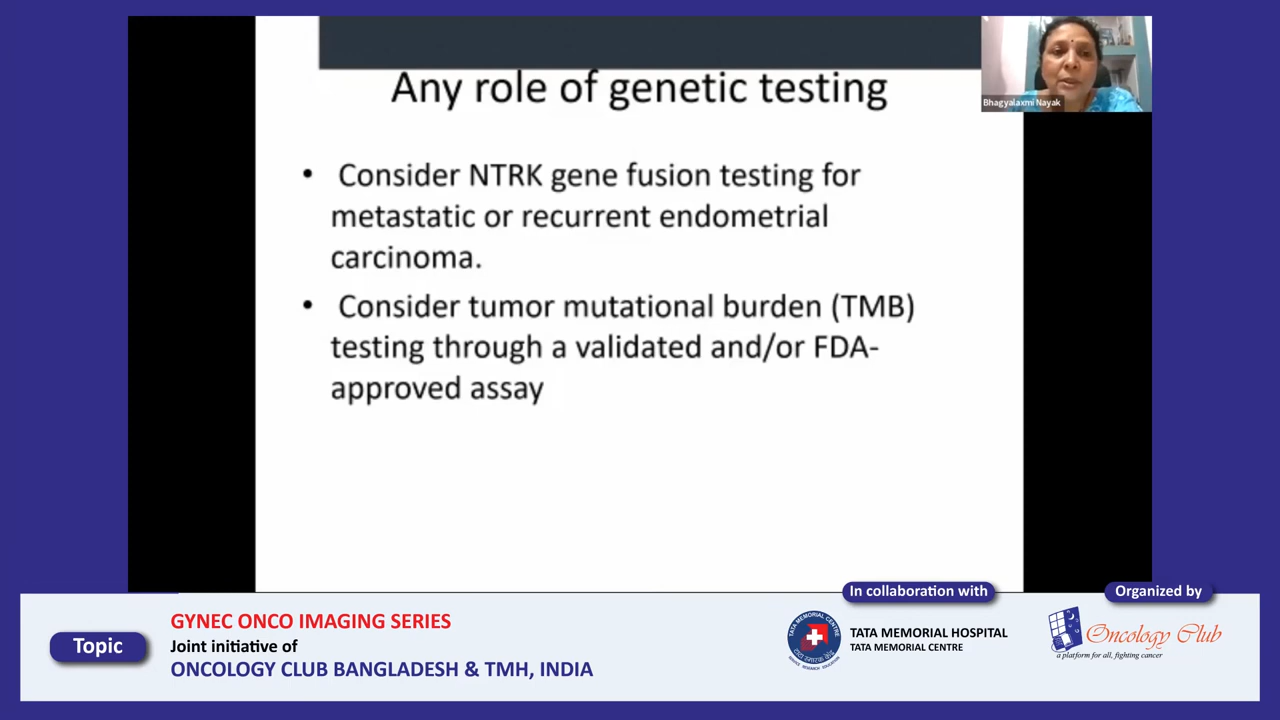 Any role of genetic testing
Bhagyalaxmi Nayak
• Consider NTRK gene fusion testing for
metastatic or recurrent endometrial
carcinoma.
• Consider tumor mutational burden (TMB)
testing through a validated and/or FDA-
approved assay
In collaboration with
Organized by
Topic
GYNEC ONCO IMAGING SERIES
Joint initiative of
ONCOLOGY CLUB BANGLADESH & TMH, INDIA
TATA MEMORIAL HOSPITAL
TATA MEMORIAL CENTRE
Oncology Club
a platform for all, fighting cancer